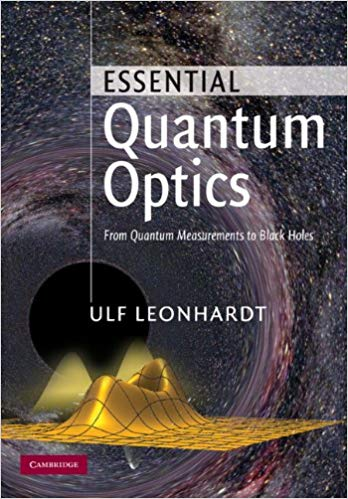 ESSENTIAL
Quantum
Optics
From Quantum Measurements to Black Holes
ULF LEONHARDT
CAMBRIDGE